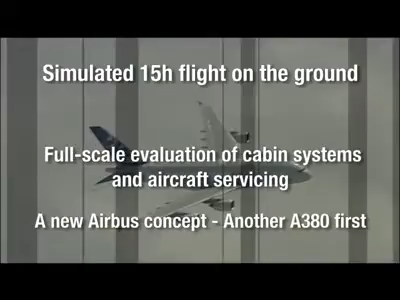 Simulated 15h flight on the ground
Full-scale evaluation of cabin systems
and aircraft servicing
A new Airbus concept - Another A380 first